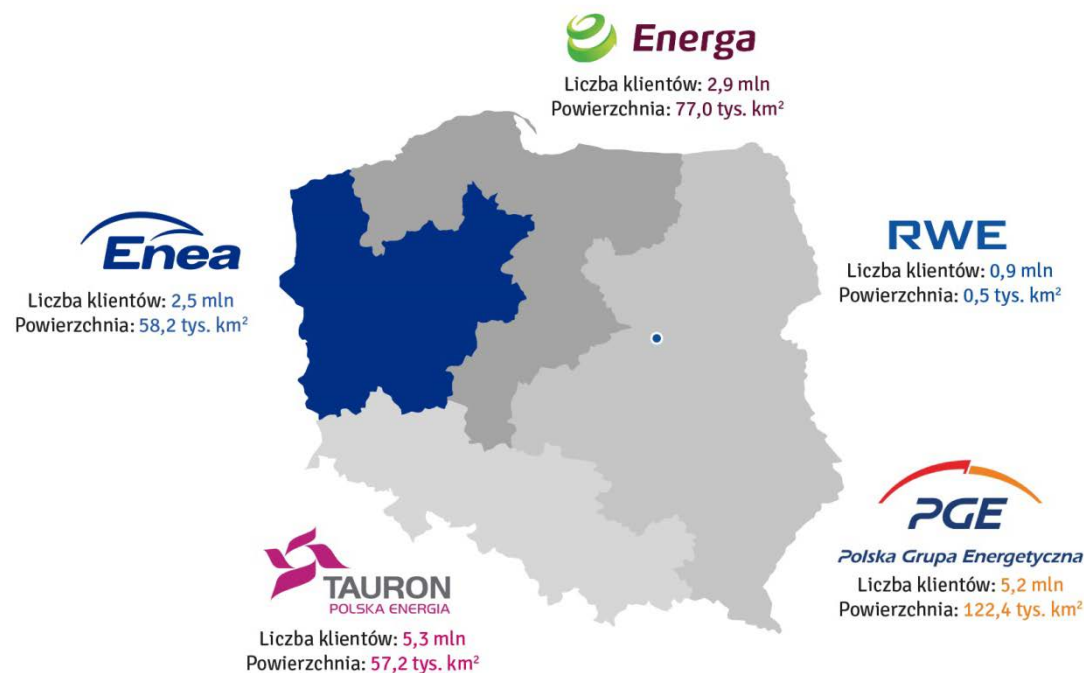 Energa
Liczba klientów: 2,9 mln
Powierzchnia: 77,0 tys. km²
Enea
Liczba klientów: 2,5 mln
Powierzchnia: 58,2 tys. km²
RWE
Liczba klientów: 0,9 mln
Powierzchnia: 0,5 tys. km²
PGE
Polska Grupa Energetyczna
Liczba klientów: 5,2 mln
Powierzchnia: 122,4 tys. km²
TAURON
POLSKA ENERGIA
Liczba klientów: 5,3 mln
Powierzchnia: 57,2 tys. km²